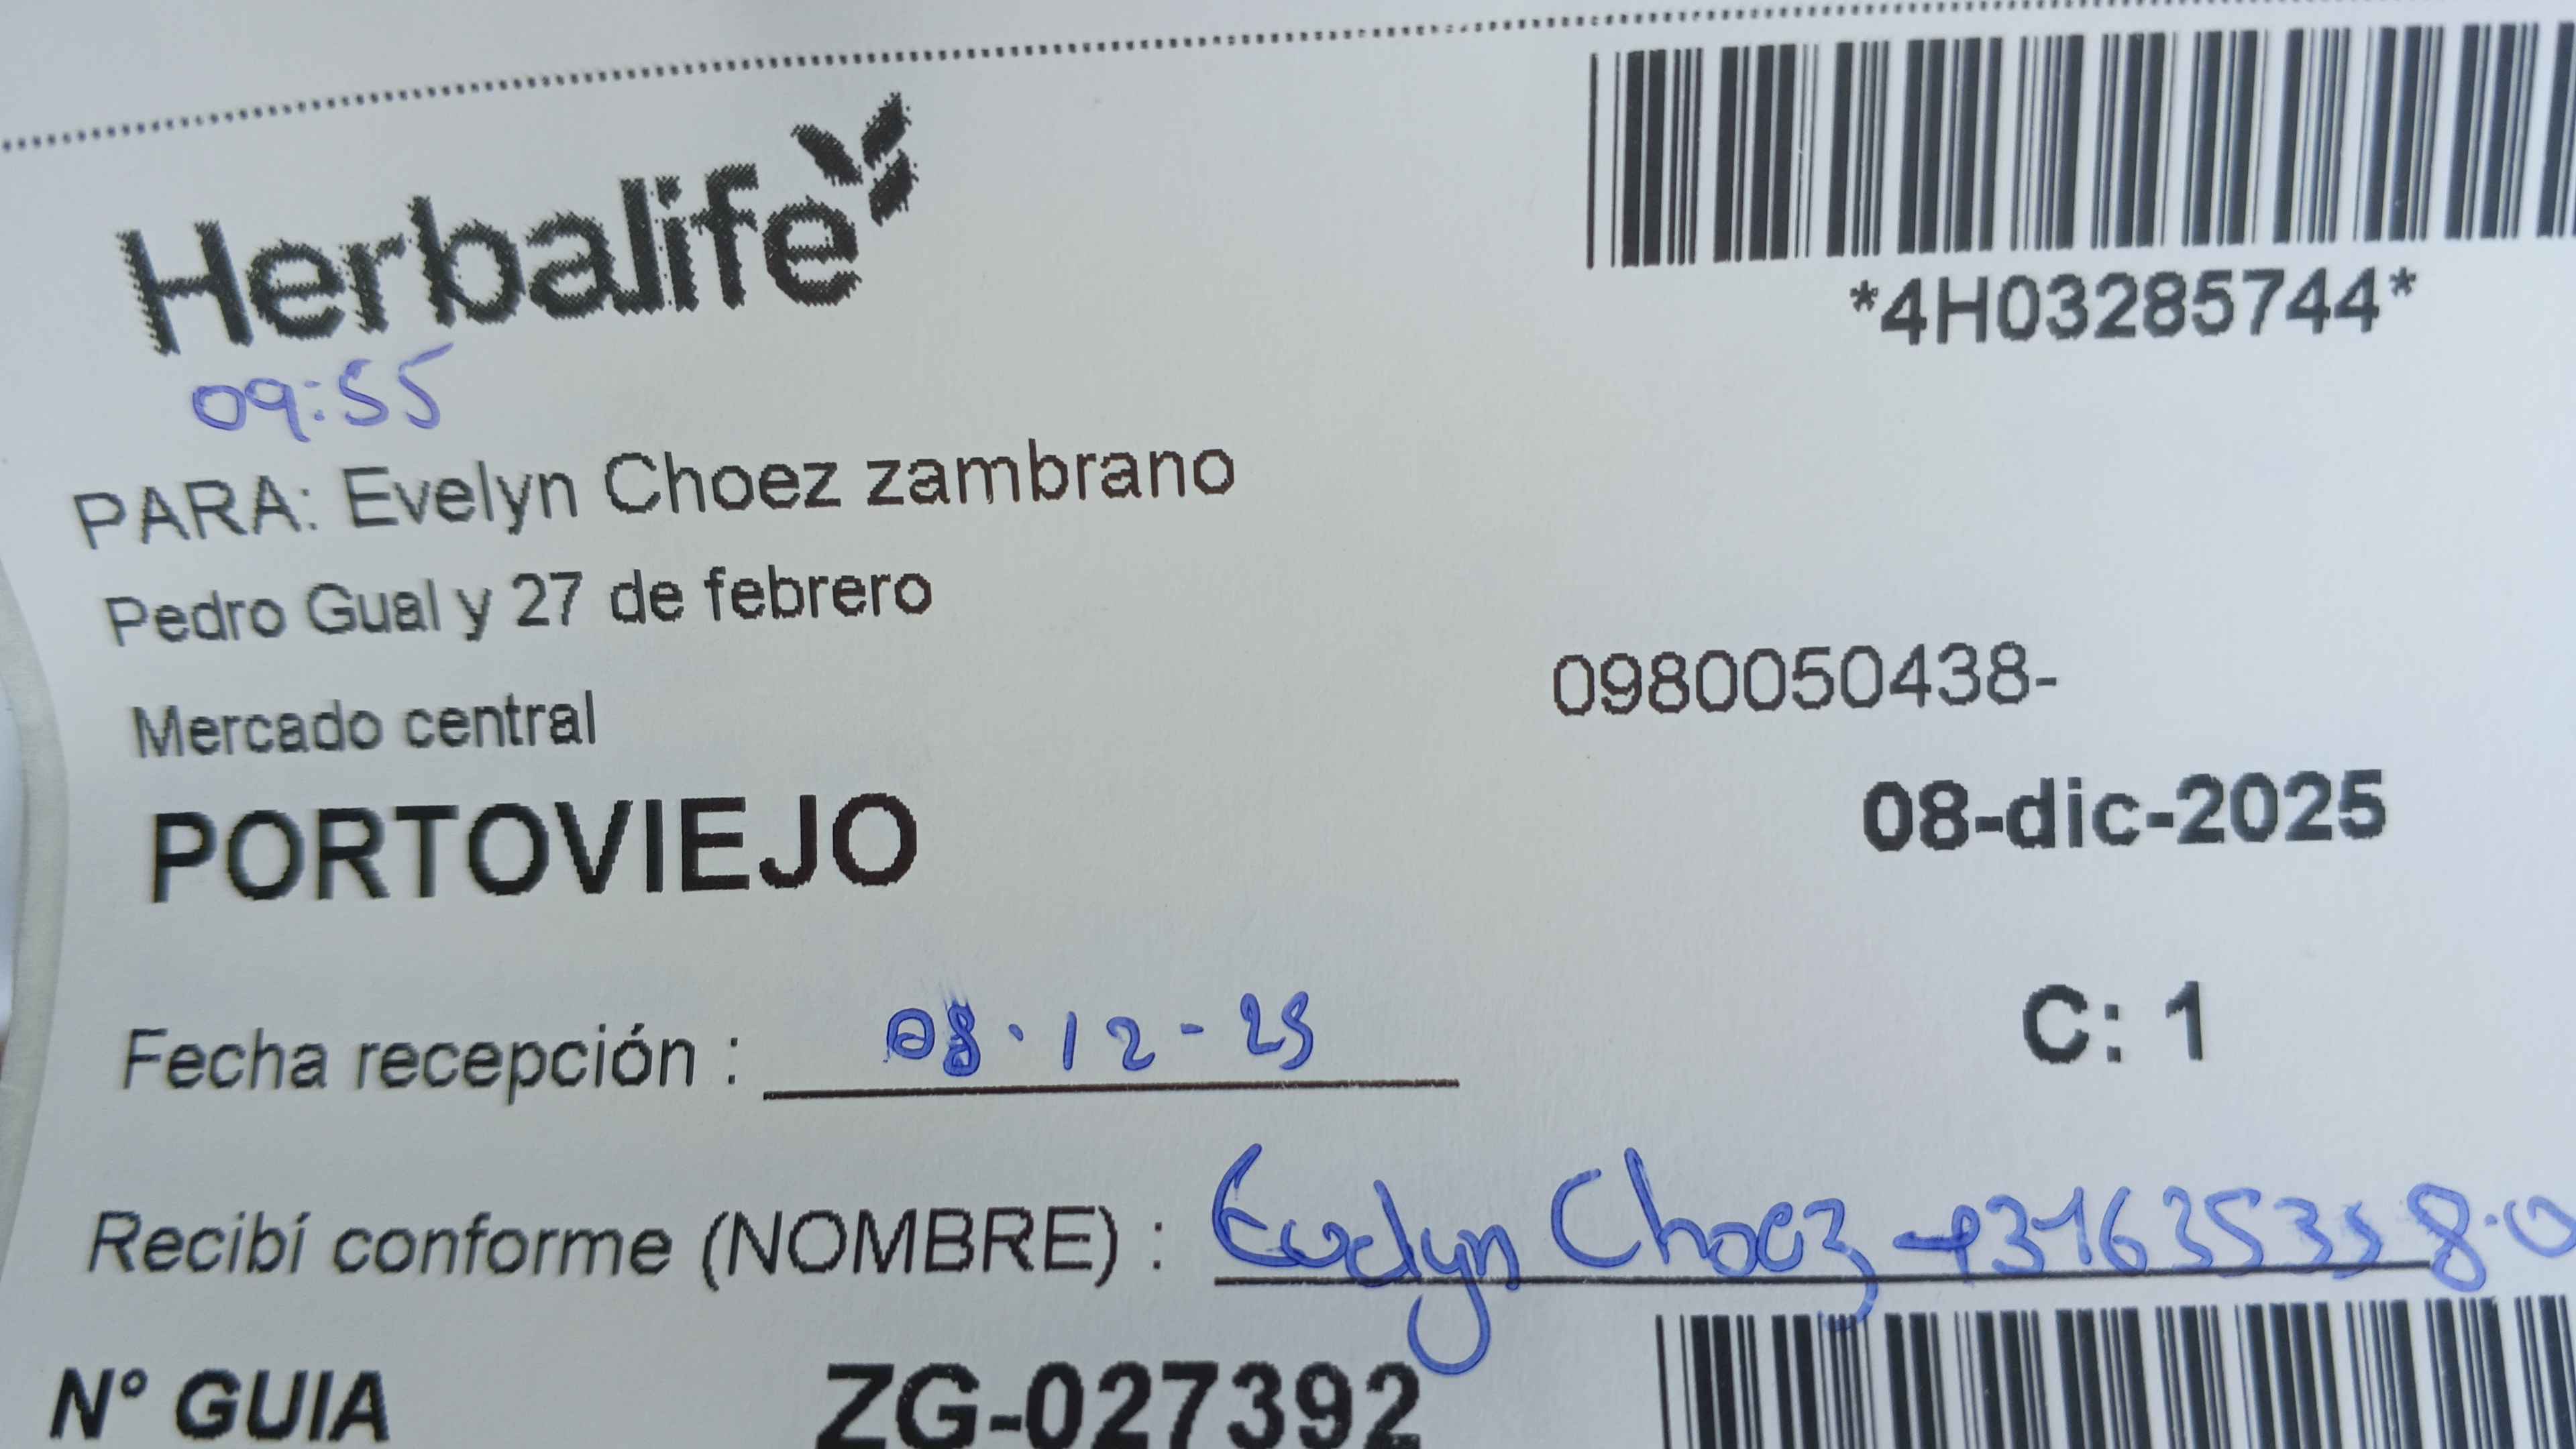 Herbalife
*4H03285744*
09:55
PARA: Evelyn Choez zambrano
Pedro Gual y 27 de febrero
0980050438-
Mercado central
PORTOVIEJO
08-dic-2025
Fecha recepción : 08-12-25
C: 1
Recibí conforme (NOMBRE) : Evelyn Choez
N° GUIA ZG-027392